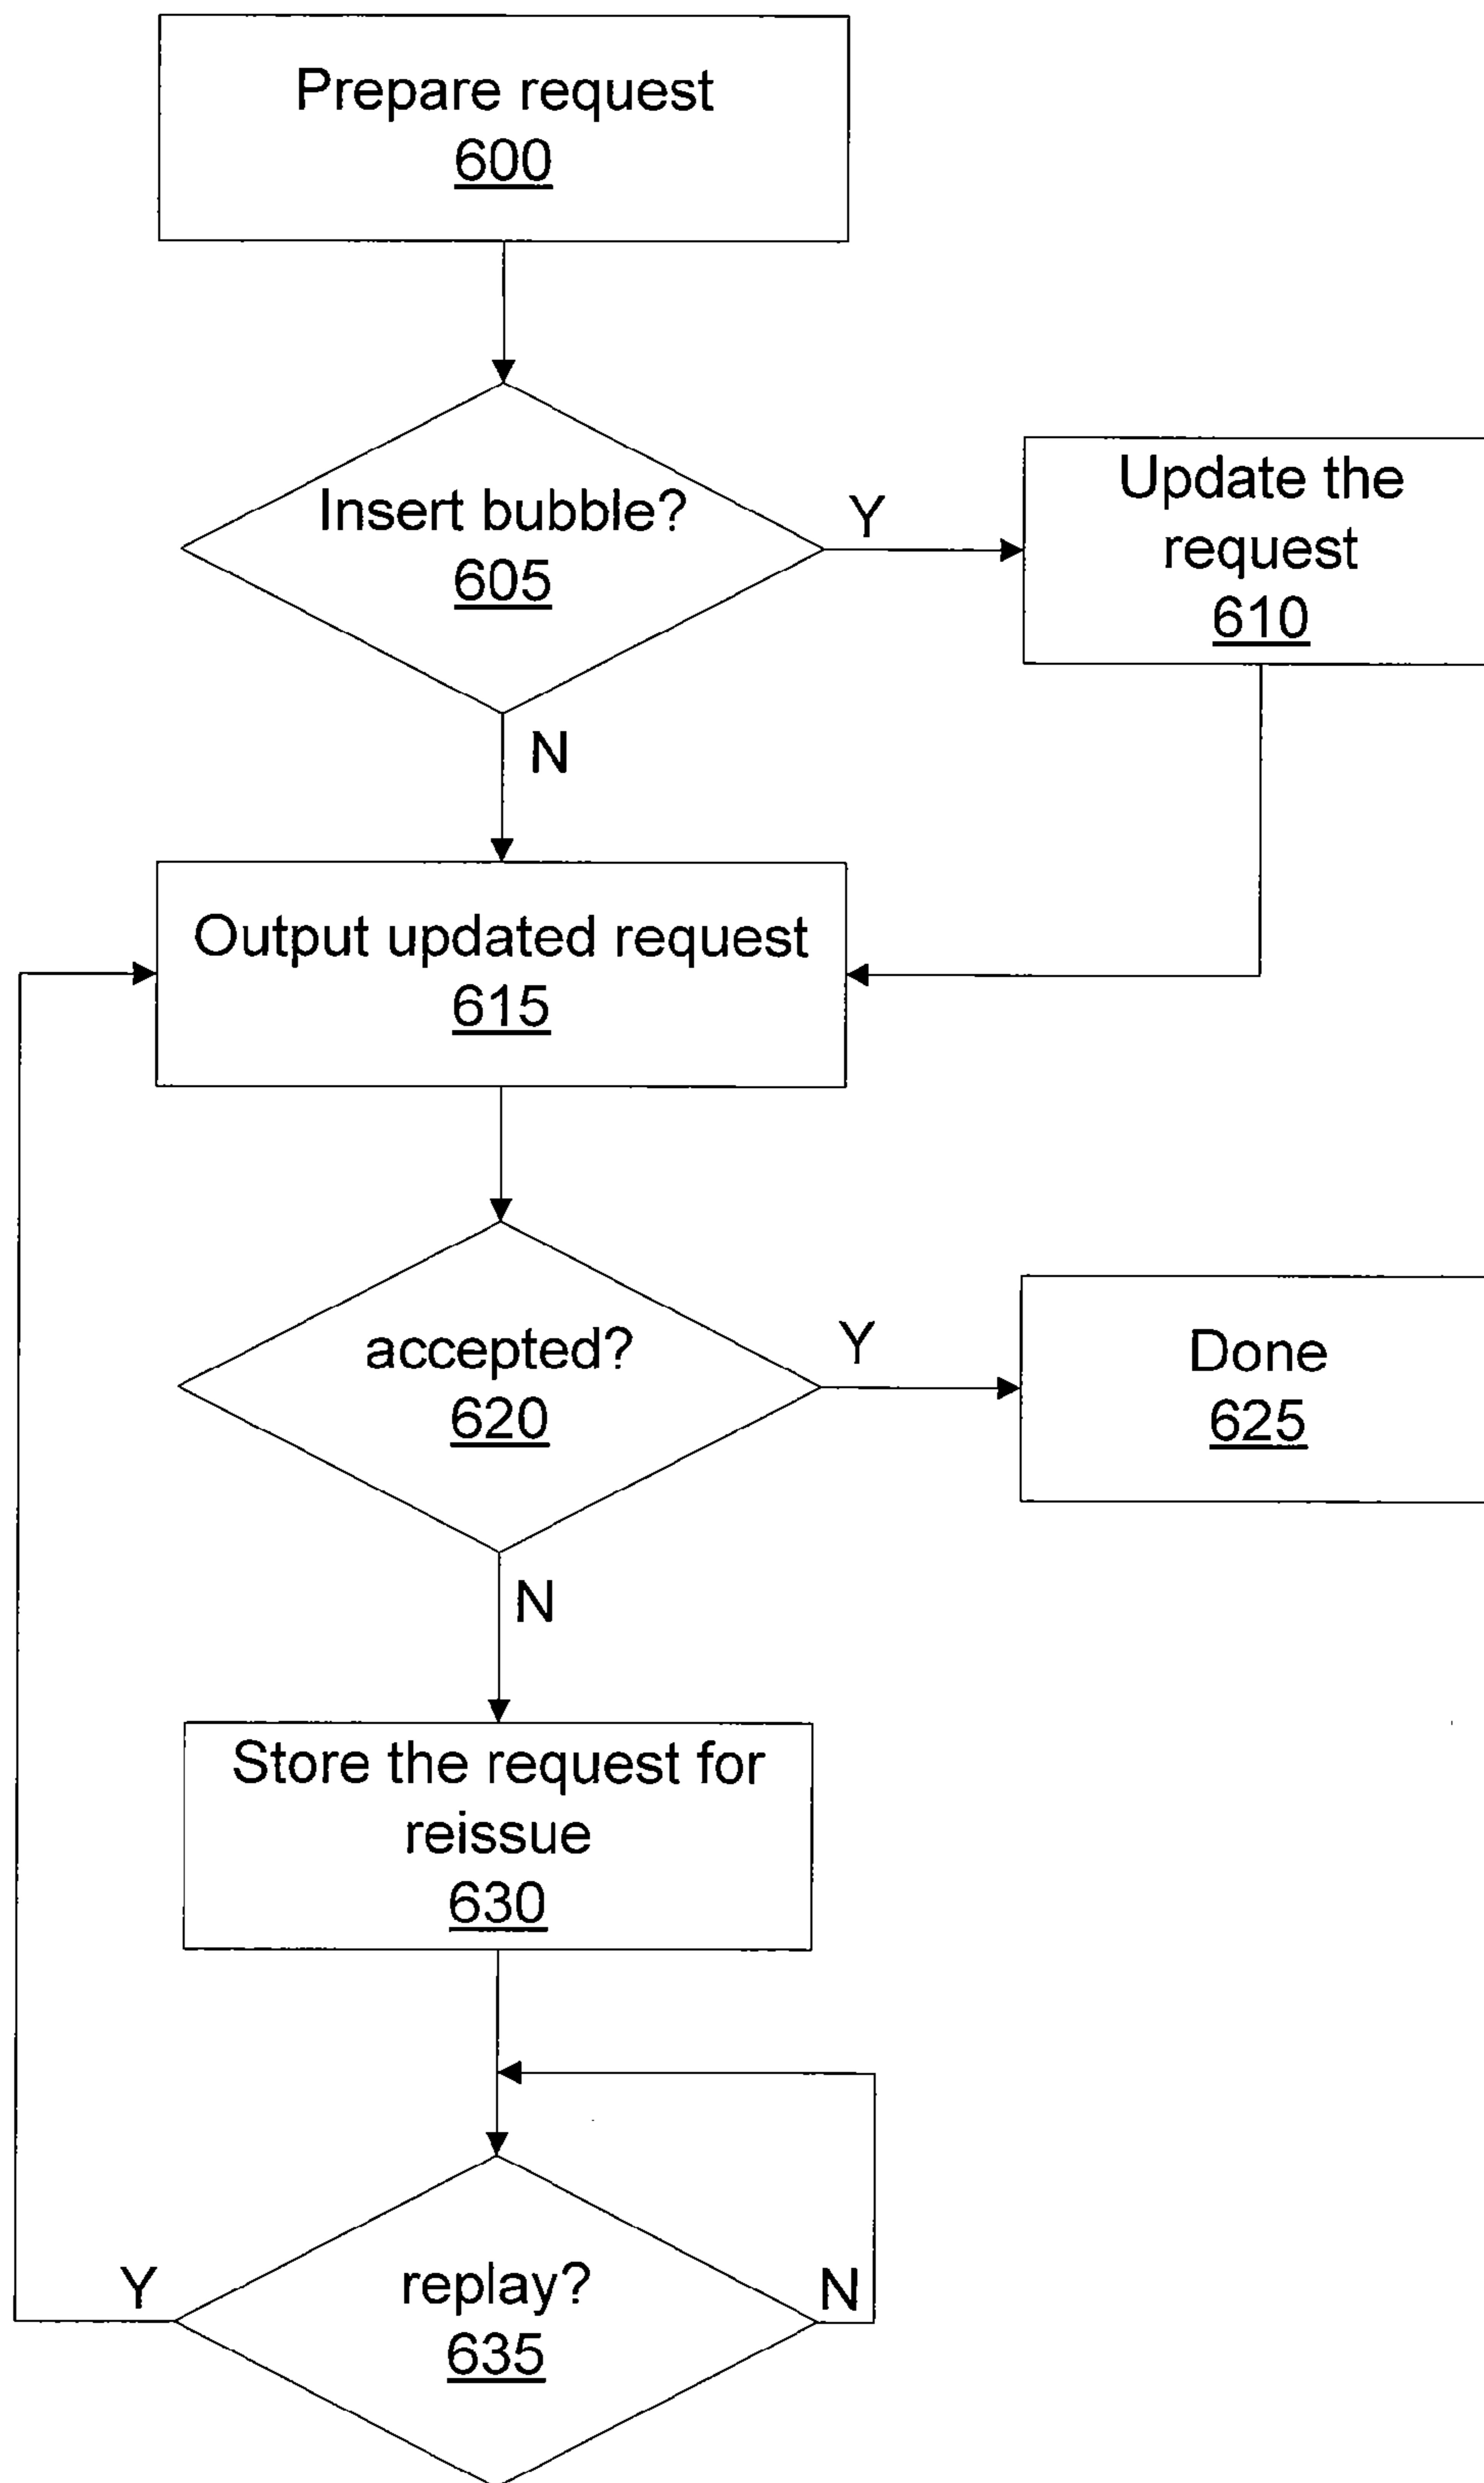 Prepare request
600
Insert bubble?
605
Y
Update the
request
610
N
Output updated request
615
accepted?
620
Y
Done
625
N
Store the request for
reissue
630
Y
replay?
635
N